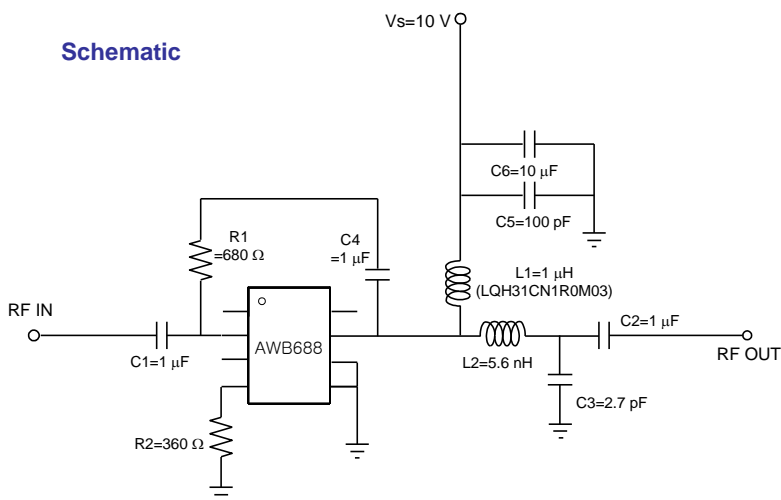 Schematic
Vs=10 V
C6=10 μF
C5=100 pF
R1
=680 Ω
C4
=1 μF
L1=1 μH
(LQH31CN1R0M03)
RF IN
C1=1 μF
AWB688
L2=5.6 nH
C2=1 μF
RF OUT
C3=2.7 pF
R2=360 Ω